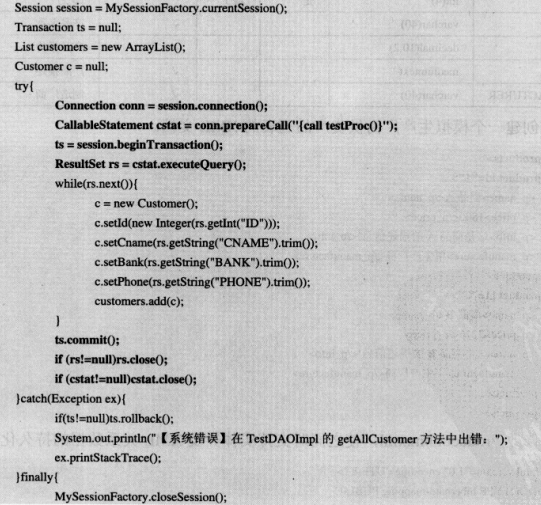 Session session = MySessionFactory.currentSession();
Transaction ts = null;
List customers = new ArrayList();
Customer c = null;
try{
Connection conn = session.connection();
CallableStatement cstat = conn.prepareCall("{call testProc()}");
ts = session.beginTransaction();
ResultSet rs = cstat.executeQuery();
while(rs.next()){
c = new Customer();
c.setId(new Integer(rs.getInt("ID")));
c.setCname(rs.getString("CNAME").trim());
c.setBank(rs.getString("BANK").trim());
c.setPhone(rs.getString("PHONE").trim());
customers.add(c);
}
ts.commit();
if (rs!=null)rs.close();
if (cstat!=null)cstat.close();
}catch(Exception ex){
if(ts!=null)ts.rollback();
System.out.println("【系统错误】在 TestDAOImpl 的 getAllCustomer 方法中出错：");
ex.printStackTrace();
}finally{
MySessionFactory.closeSession();